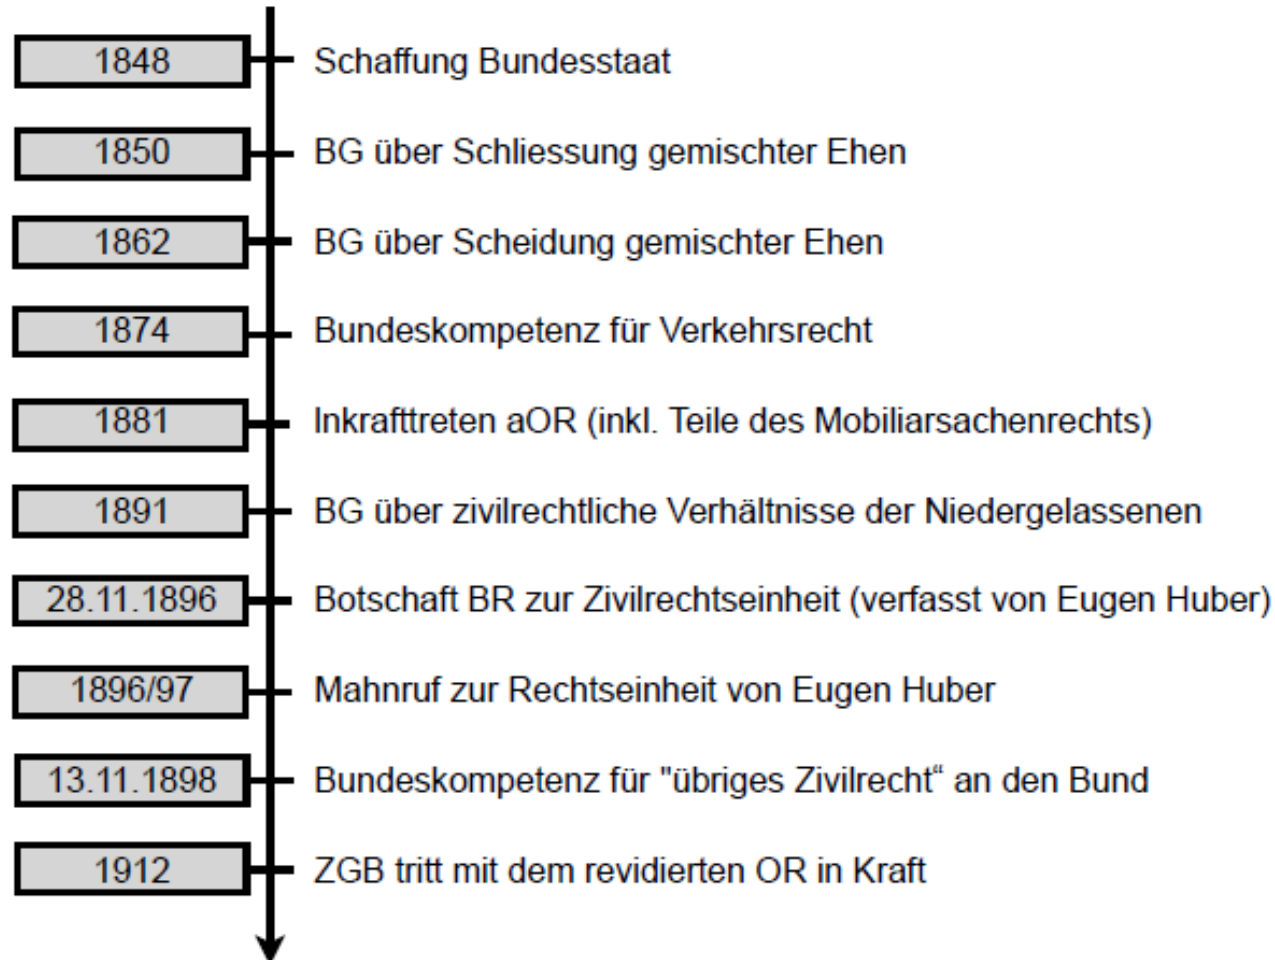 1848 Schaffung Bundesstaat
1850 BG über Schliessung gemischter Ehen
1862 BG über Scheidung gemischter Ehen
1874 Bundeskompetenz für Verkehrsrecht
1881 Inkrafttreten aOR (inkl. Teile des Mobiliarsachenrechts)
1891 BG über zivilrechtliche Verhältnisse der Niedergelassenen
28.11.1896 Botschaft BR zur Zivilrechtseinheit (verfasst von Eugen Huber)
1896/97 Mahnruf zur Rechtseinheit von Eugen Huber
13.11.1898 Bundeskompetenz für "übriges Zivilrecht“ an den Bund
1912 ZGB tritt mit dem revidierten OR in Kraft